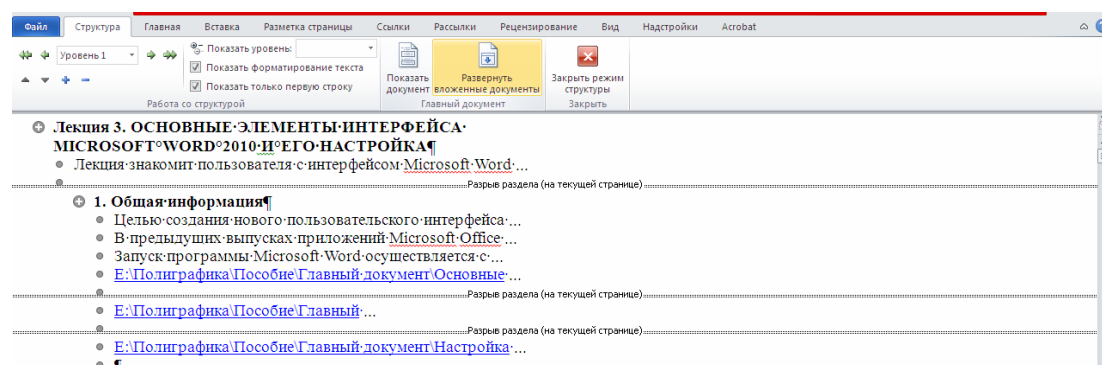 Файл Структура Главная Вставка Разметка страницы Ссылки Рассылки Рецензирование Вид Надстройки Acrobat
Уровень 1
Показать уровень:
Показать форматирование текста
Показать только первую строку
Работа со структурой
Показать документ
Развернуть вложенные документы
Главный документ
Закрыть режим структуры
Закрыть
Лекция 3. ОСНОВНЫЕ·ЭЛЕМЕНТЫ·ИНТЕРФЕЙСА·
MICROSOFT°WORD°2010·И°ЕГО·НАСТРОЙКА¶
Лекция·знакомит·пользователя·с·интерфейсом·Microsoft·Word·...
Разрыв раздела (на текущей странице)
1. Общая·информация¶
Целью·создания·нового·пользовательского·интерфейса·...
В·предыдущих·выпусках·приложений·Microsoft·Office·...
Запуск·программы·Microsoft·Word·осуществляется·с·...
E:\Полиграфика\Пособие\Главный·документ\Основные·...
Разрыв раздела (на текущей странице)
E:\Полиграфика\Пособие\Главный·...
Разрыв раздела (на текущей странице)
E:\Полиграфика\Пособие\Главный·документ\Настройка·...
¶